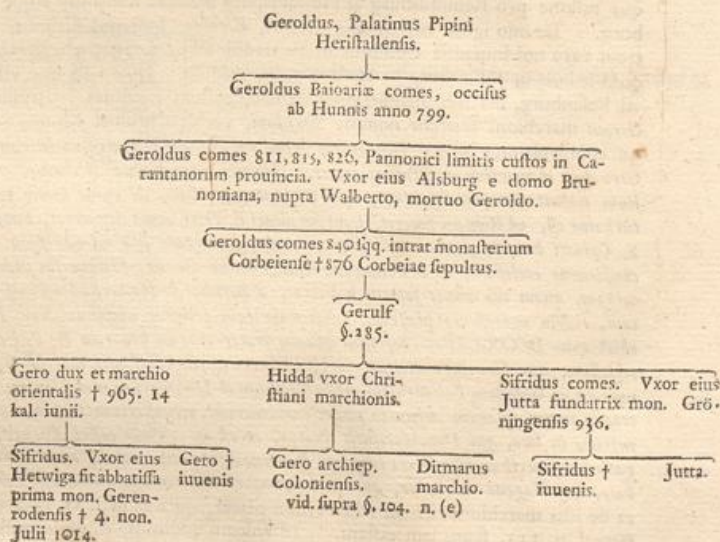 Geroldus, Palatinus Pipini
Heriſtallenſis.
Geroldus Baioariæ comes, occiſus
ab Hunnis anno 799.
Geroldus comes 811, 815, 826, Pannonici limitis cuſtos in Ca-
rantanorum prouincia. Vxor eius Alsburg e domo Bru-
noniana, nupta Walberto, mortuo Geroldo.
Geroldus comes 840 ſqq. intrat monaſterium
Corbeienſe † 876 Corbeiae ſepultus.
Gerulf
§. 285.
Gero dux et marchio
orientalis † 965. 14
kal. iunii.
Hidda vxor Chri-
ſtiani marchionis.
Sifridus comes. Vxor eius
Jutta fundatrix mon. Grö-
ningenſis 936.
Sifridus. Vxor eius
Hetwiga fit abbatiſſa
prima mon. Geren-
rodenſis † 4. non.
Julii 1014.
Gero †
iuuenis
Gero archiep.
Colonienſis.
vid. ſupra §. 104. n. (e)
Ditmarus
marchio.
Sifridus †
iuuenis.
Jutta.